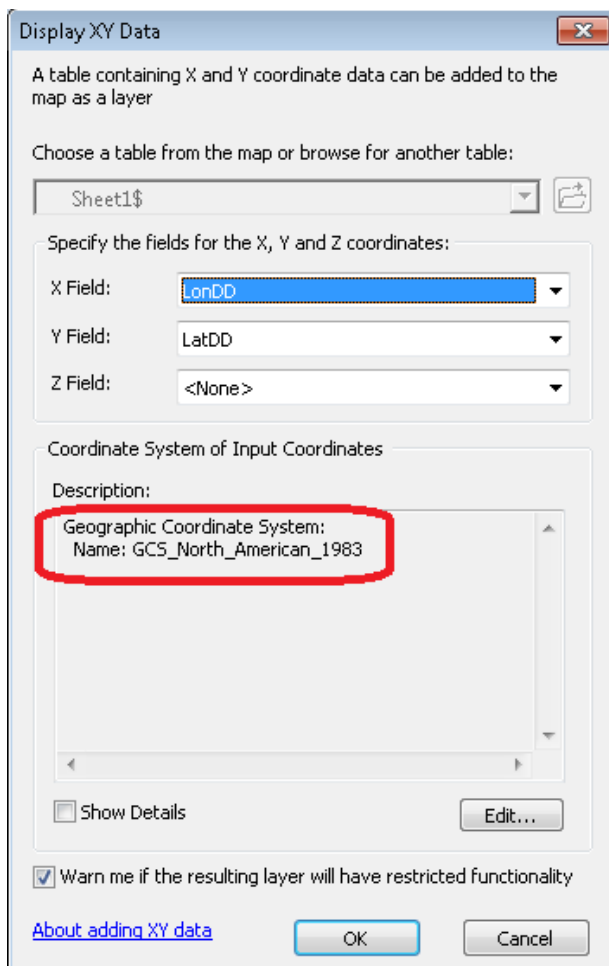 Display XY Data
A table containing X and Y coordinate data can be added to the
map as a layer
Choose a table from the map or browse for another table:
Sheet1$
Specify the fields for the X, Y and Z coordinates:
X Field:
LonDD
Y Field:
LatDD
Z Field:
<None>
Coordinate System of Input Coordinates
Description:
Geographic Coordinate System:
Name: GCS_North_American_1983
Show Details
Edit...
Warn me if the resulting layer will have restricted functionality
About adding XY data
OK
Cancel